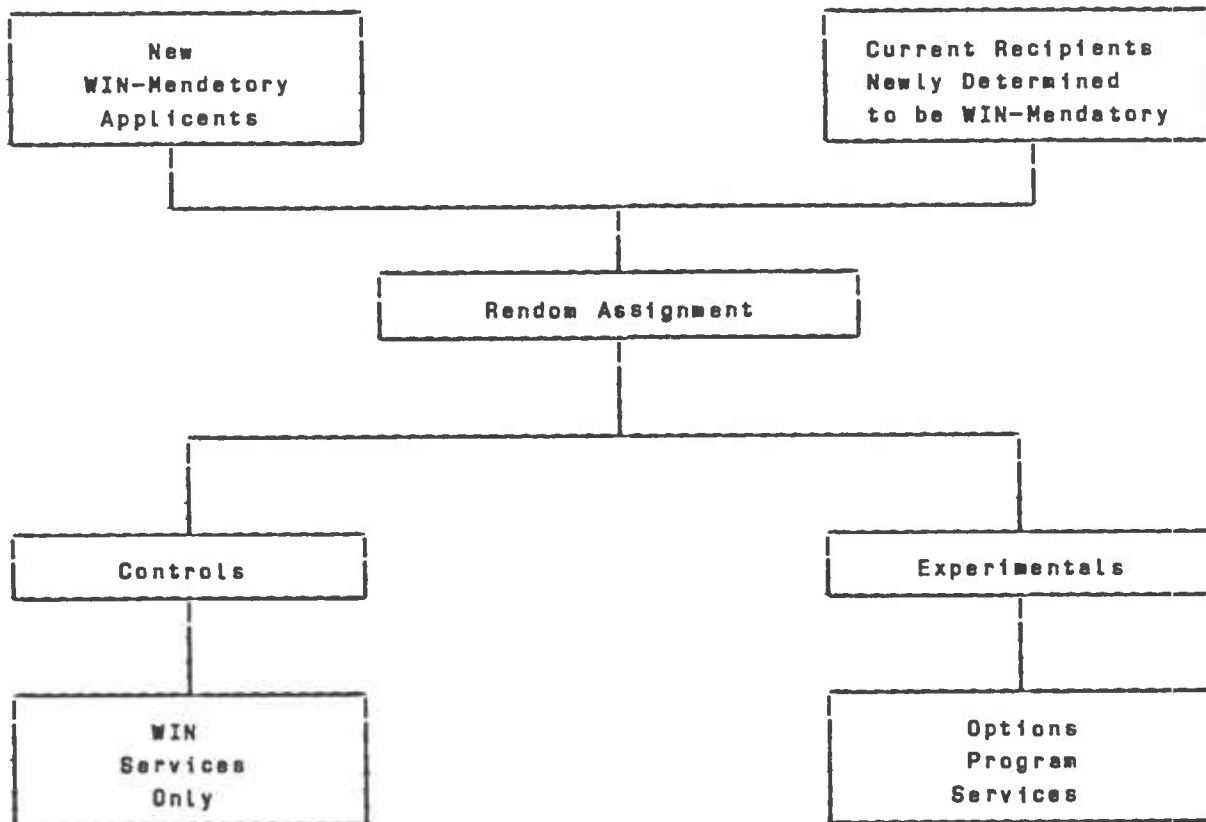 New
WIN-Mendetory
Applicents
Current Recipients
Newly Determined
to be WIN-Mendatory
Rendom Assignment
Controls
Experimentals
WIN
Services
Only
Options
Program
Services